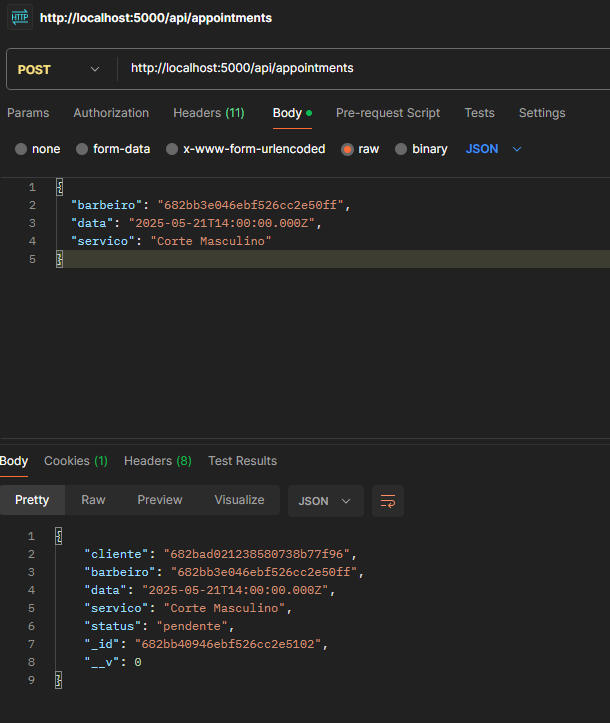 HTTP http://localhost:5000/api/appointments
POST http://localhost:5000/api/appointments
Params Authorization Headers (11) Body Pre-request Script Tests Settings
none form-data x-www-form-urlencoded raw binary JSON
1 {
2 "barbeiro": "682bb3e046ebf526cc2e50ff",
3 "data": "2025-05-21T14:00:00.000Z",
4 "servico": "Corte Masculino"
5 }
Body Cookies (1) Headers (8) Test Results
Pretty Raw Preview Visualize JSON
1 {
2 "cliente": "682bad021238580738b77f96",
3 "barbeiro": "682bb3e046ebf526cc2e50ff",
4 "data": "2025-05-21T14:00:00.000Z",
5 "servico": "Corte Masculino",
6 "status": "pendente",
7 "_id": "682bb40946ebf526cc2e5102",
8 "__v": 0
9 }